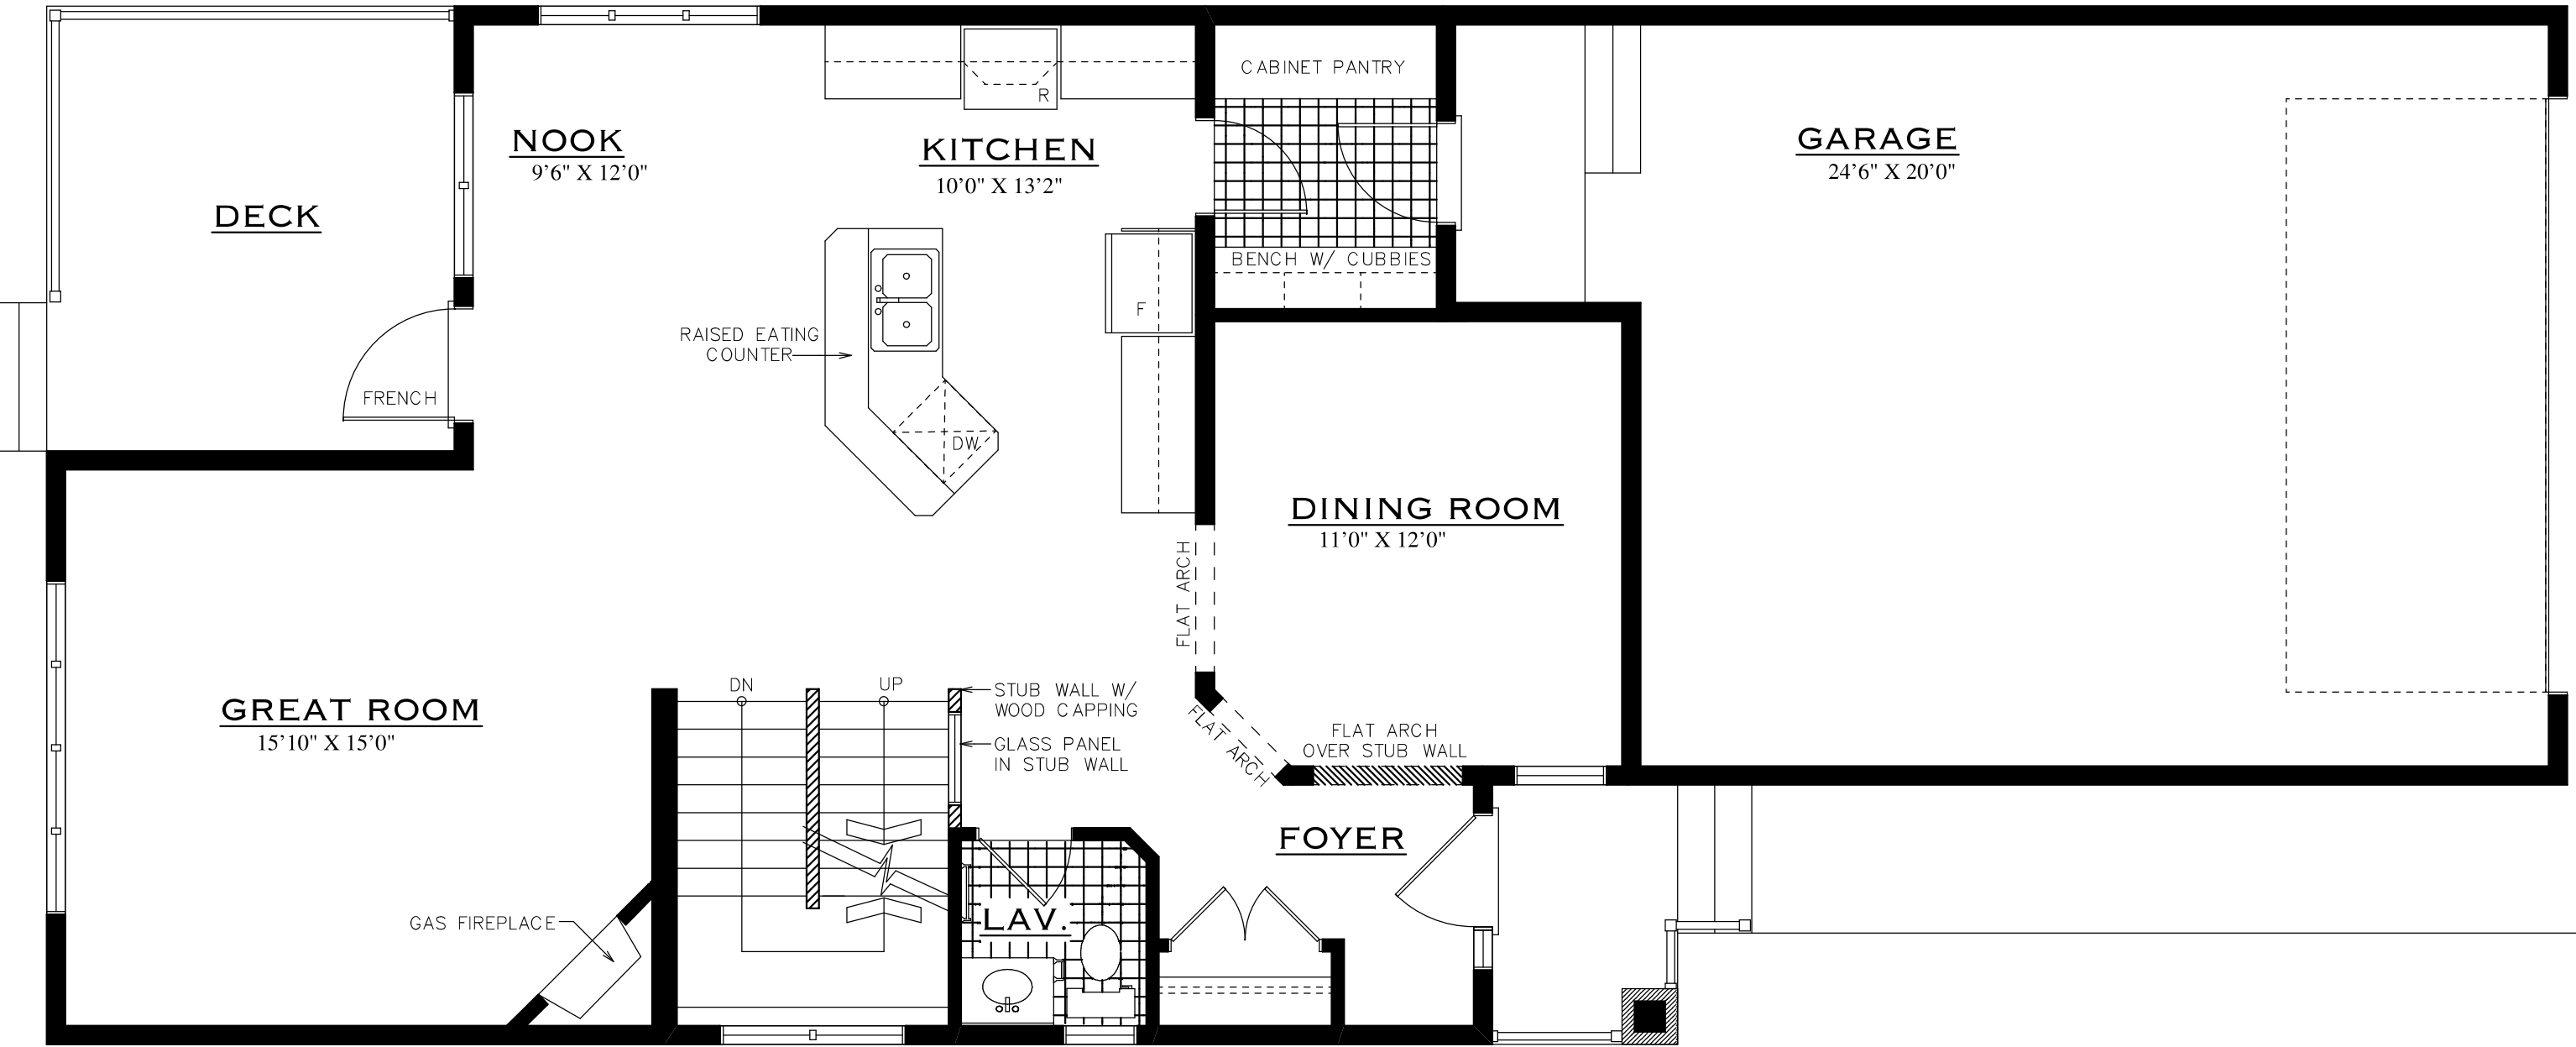 CABINET PANTRY
R
NOOK
9'6" X 12'0"
KITCHEN
10'0" X 13'2"
GARAGE
24'6" X 20'0"
DECK
BENCH W/ CUBBIES
F
RAISED EATING
COUNTER
FRENCH
DW
DINING ROOM
11'0" X 12'0"
FLAT ARCH
GREAT ROOM
15'10" X 15'0"
DN
UP
STUB WALL W/
WOOD CAPPING
GLASS PANEL
IN STUB WALL
FLAT ARCH
FLAT ARCH
OVER STUB WALL
FOYER
GAS FIREPLACE
LAV.